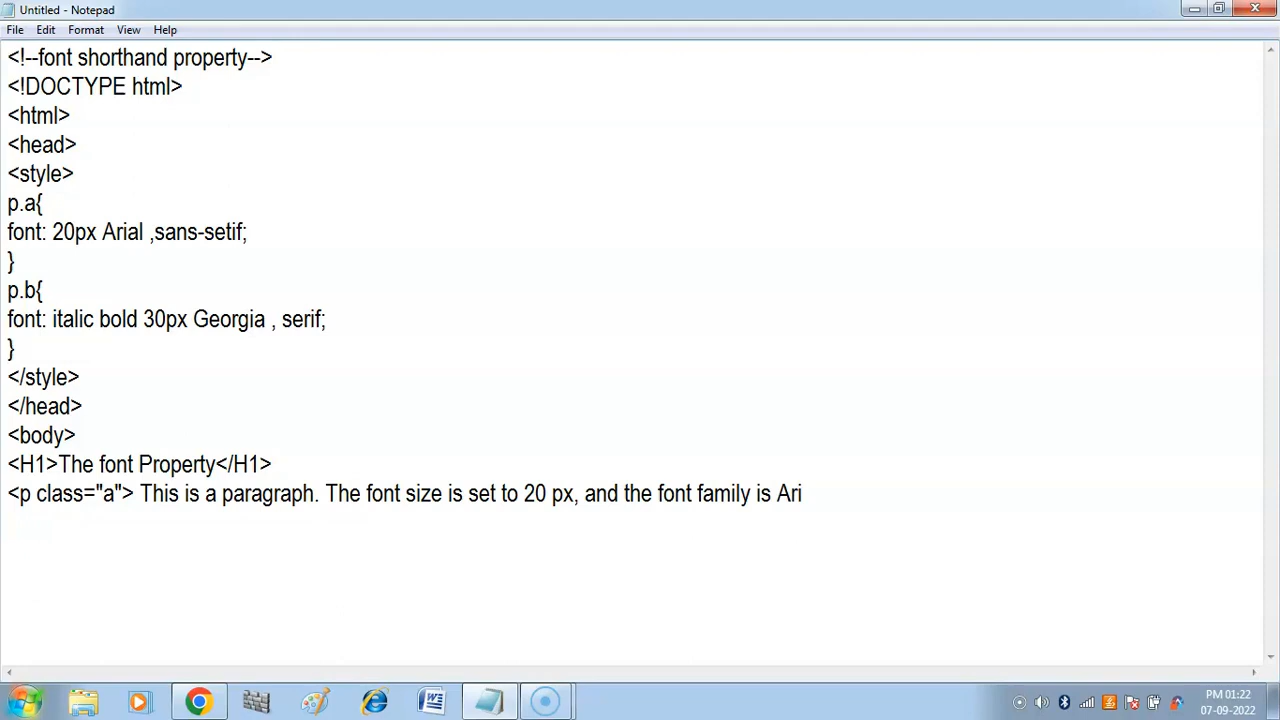 Untitled - Notepad
File Edit Format View Help
<!--font shorthand property-->
<!DOCTYPE html>
<html>
<head>
<style>
p.a{
font: 20px Arial ,sans-setif;
}
p.b{
font: italic bold 30px Georgia , serif;
}
</style>
</head>
<body>
<H1>The font Property</H1>
<p class="a"> This is a paragraph. The font size is set to 20 px, and the font family is Ari
PM 01:22
07-09-2022